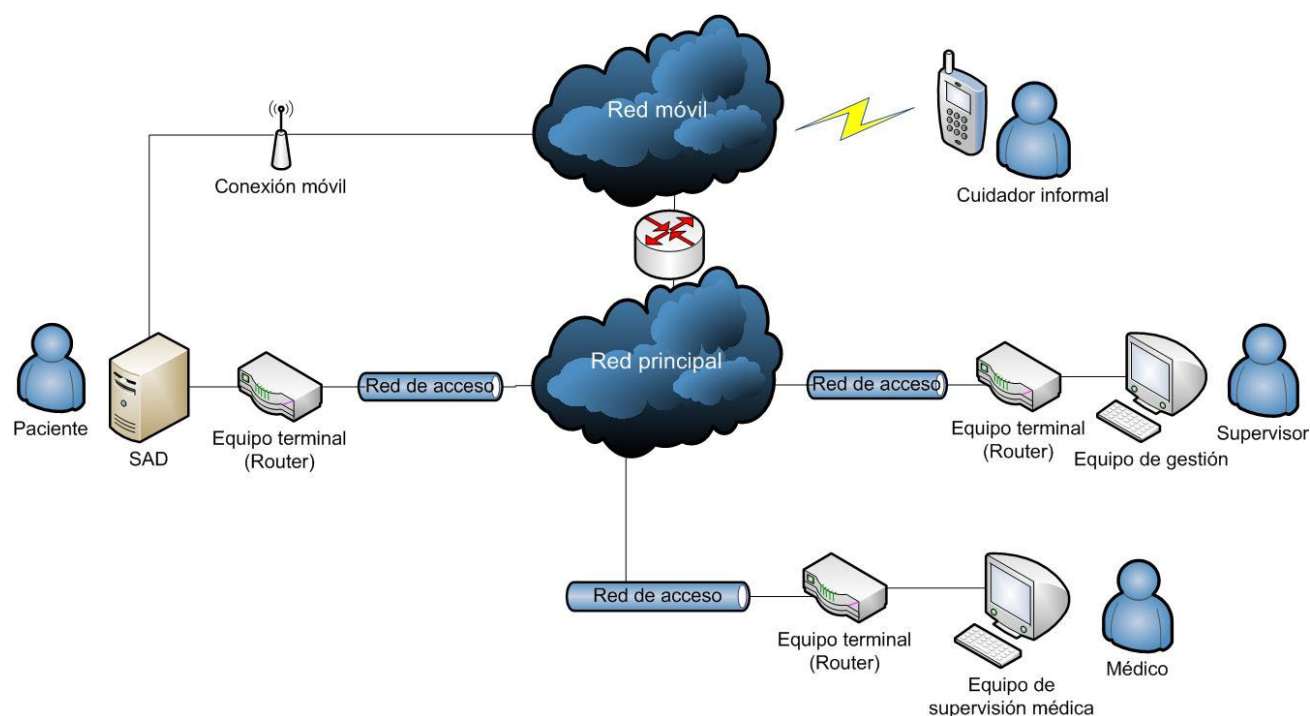 Red móvil
Conexión móvil
Cuidador informal
Red principal
Red de acceso
Red de acceso
Paciente
SAD
Equipo terminal
(Router)
Equipo terminal
(Router)
Equipo de gestión
Supervisor
Red de acceso
Equipo terminal
(Router)
Equipo de
supervisión médica
Médico